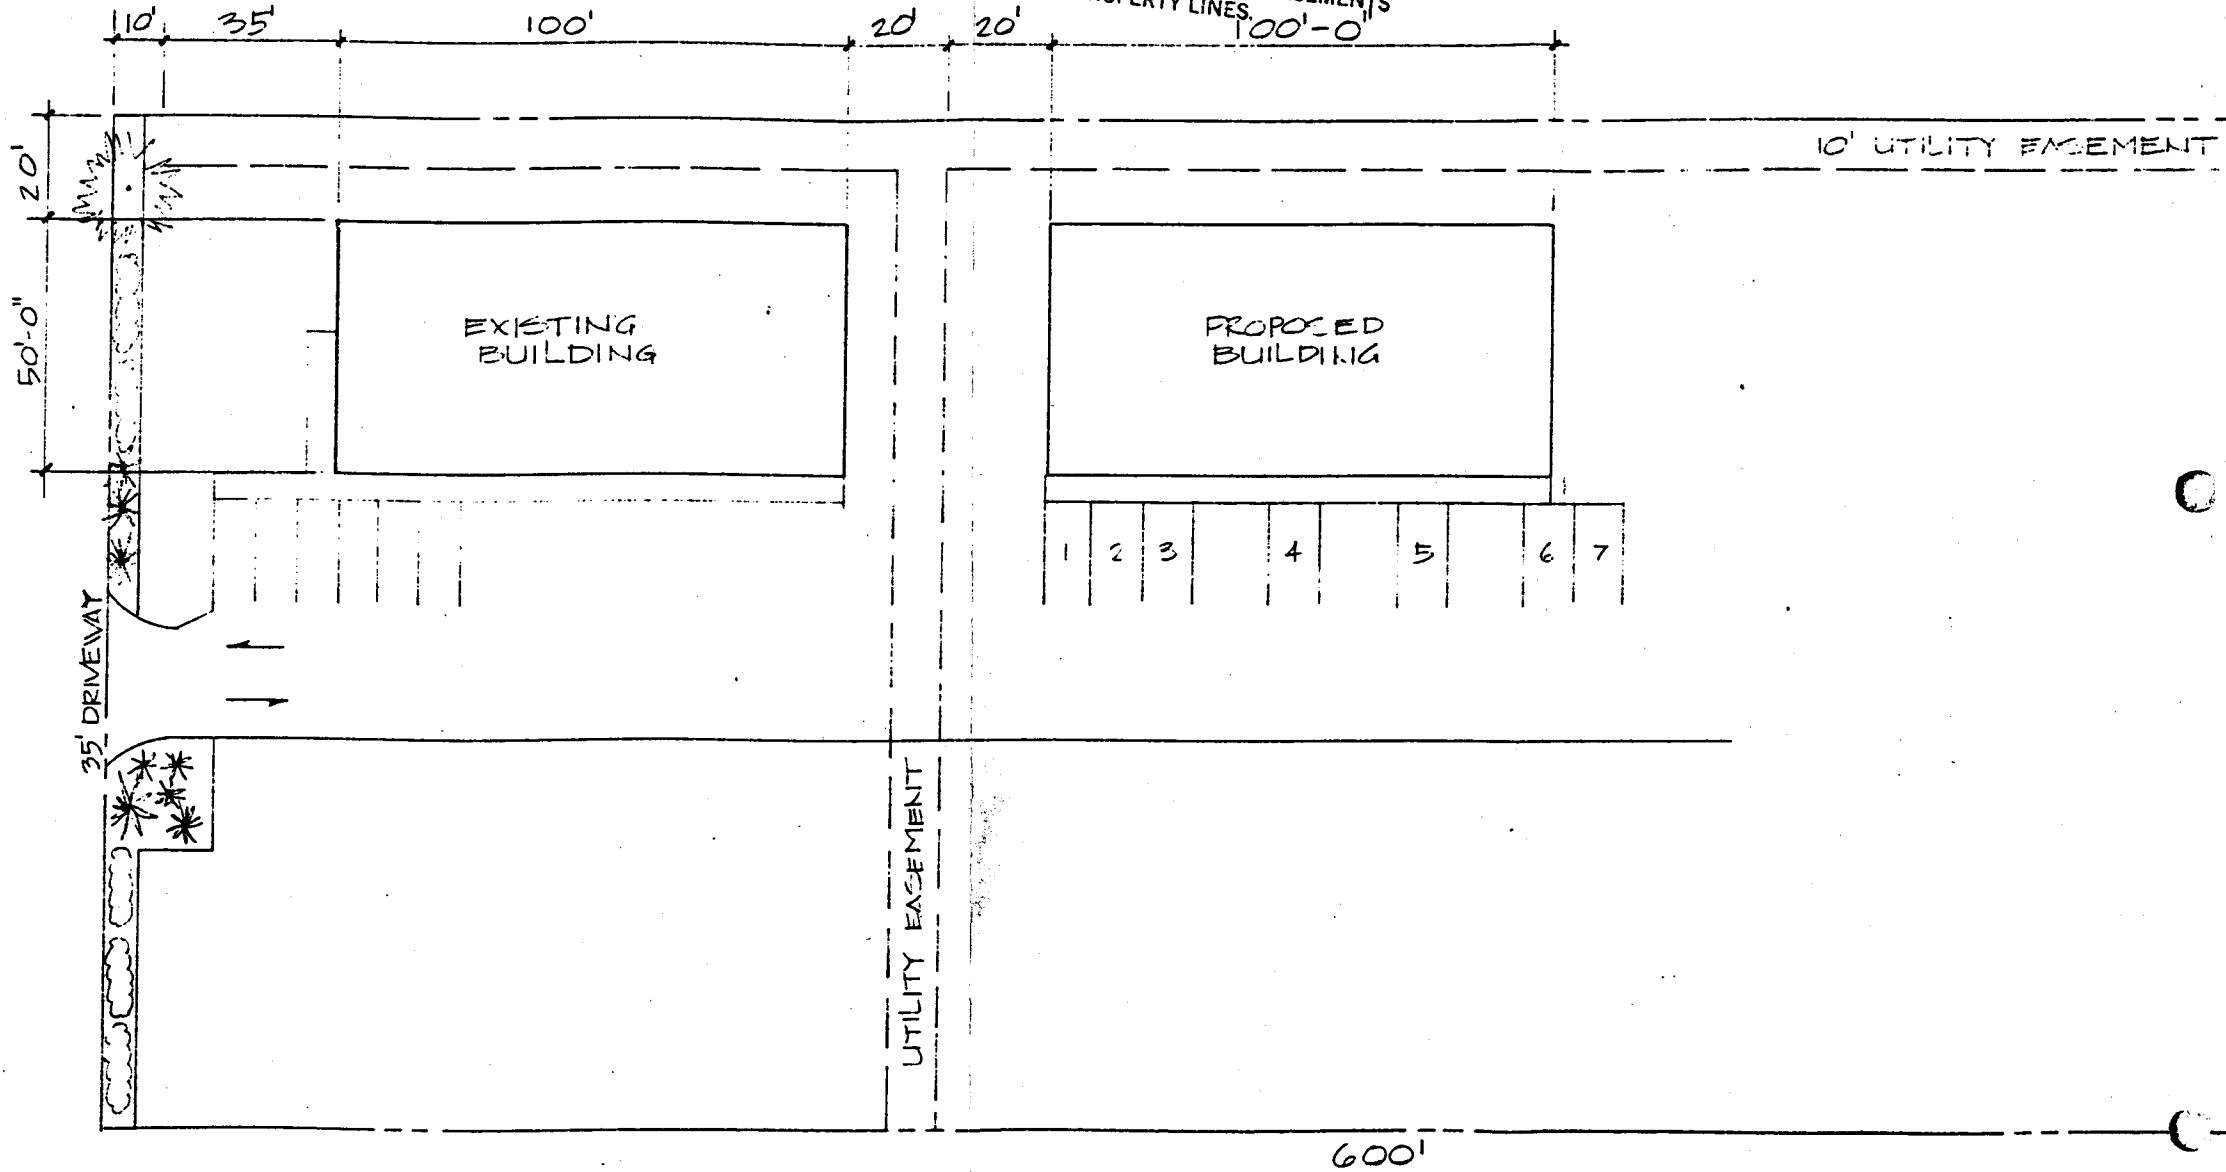 PROPERTY LINES.
10' 35' 100' 20' 20' 100'-0"
10' UTILITY EASEMENT
20'
50'-0"
EXISTING
BUILDING
PROPOSED
BUILDING
1 2 3 4 5 6 7
35' DRIVEWAY
UTILITY EASEMENT
600'